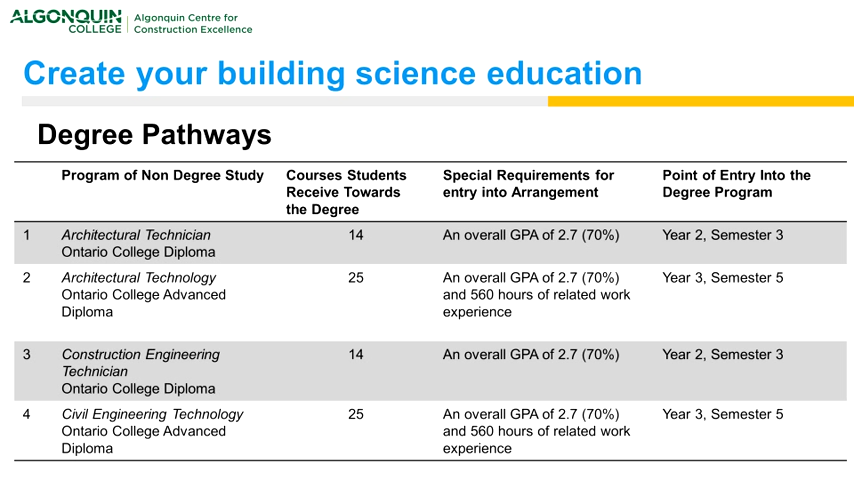 ALGONQUIN
COLLEGE
Algonquin Centre for
Construction Excellence
Create your building science education
Degree Pathways
Program of Non Degree Study
Courses Students
Receive Towards
the Degree
Special Requirements for
entry into Arrangement
Point of Entry Into the
Degree Program
1
Architectural Technician
Ontario College Diploma
14
An overall GPA of 2.7 (70%)
Year 2, Semester 3
2
Architectural Technology
Ontario College Advanced
Diploma
25
An overall GPA of 2.7 (70%)
and 560 hours of related work
experience
Year 3, Semester 5
3
Construction Engineering
Technician
Ontario College Diploma
14
An overall GPA of 2.7 (70%)
Year 2, Semester 3
4
Civil Engineering Technology
Ontario College Advanced
Diploma
25
An overall GPA of 2.7 (70%)
and 560 hours of related work
experience
Year 3, Semester 5